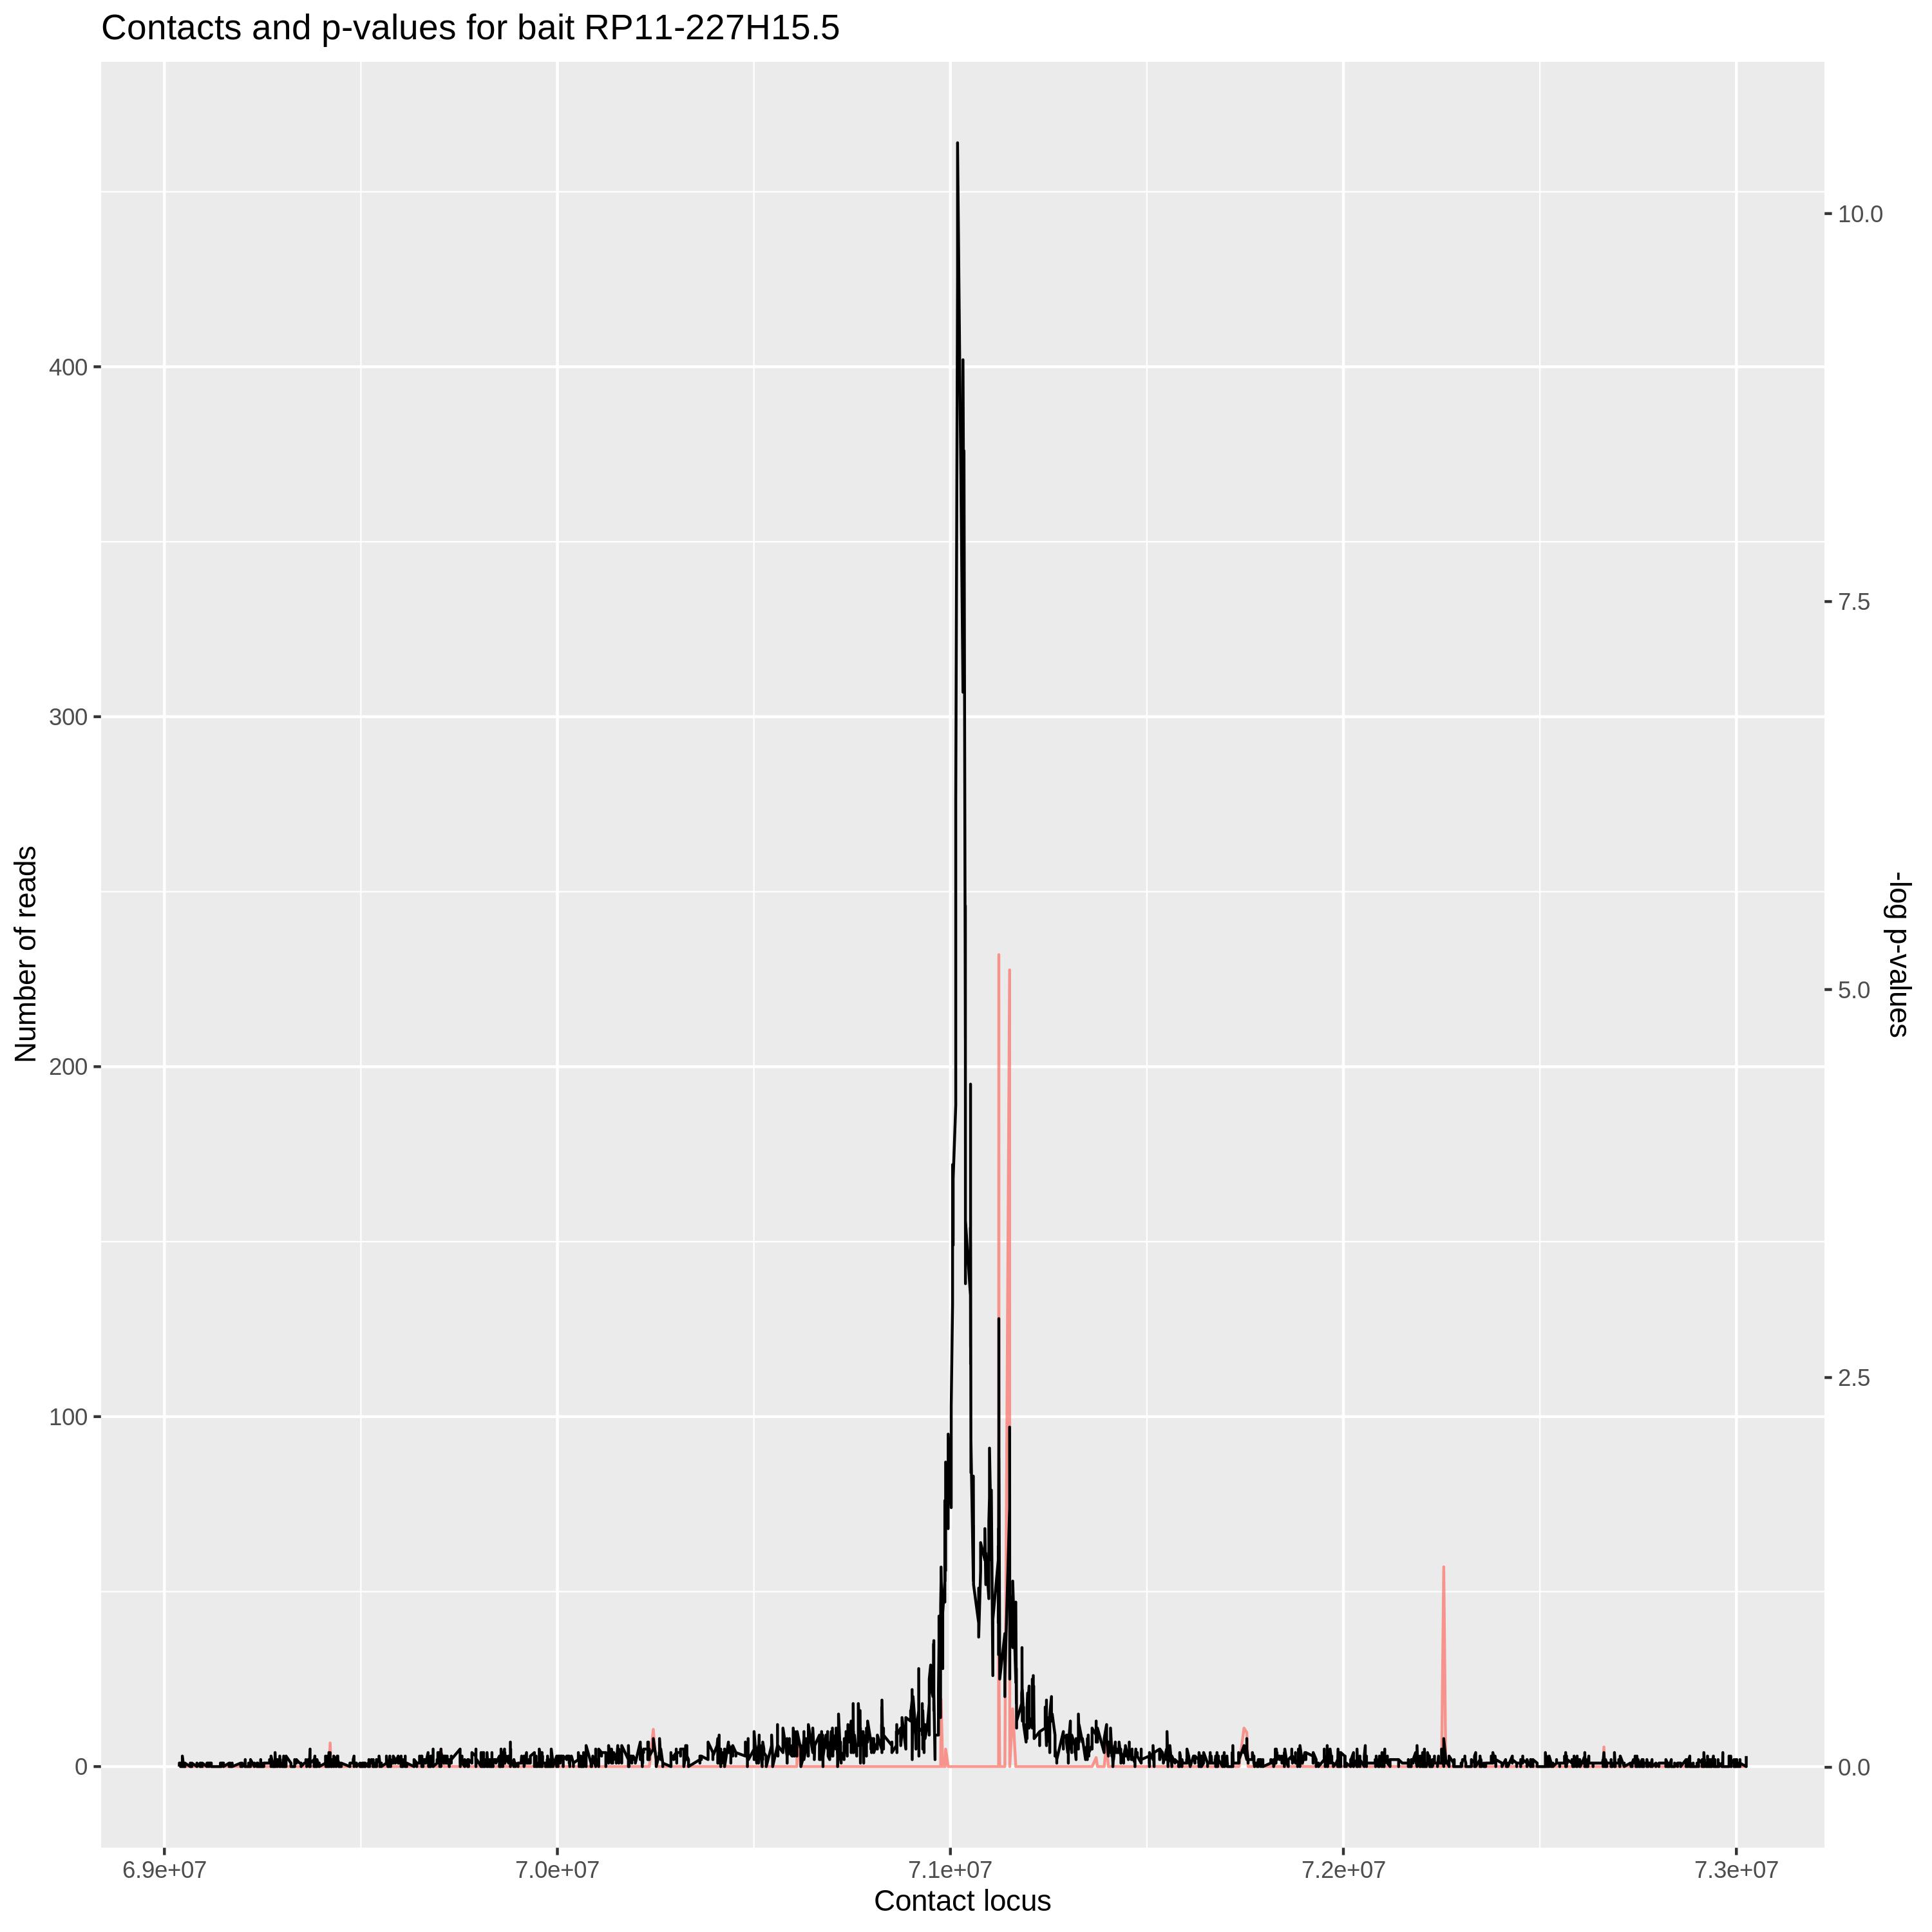 Contacts and p-values for bait RP11-227H15.5
400
300
200
100
0
Number of reads
10.0
7.5
5.0
2.5
0.0
-log p-values
6.9e+07 7.0e+07 7.1e+07 7.2e+07 7.3e+07
Contact locus